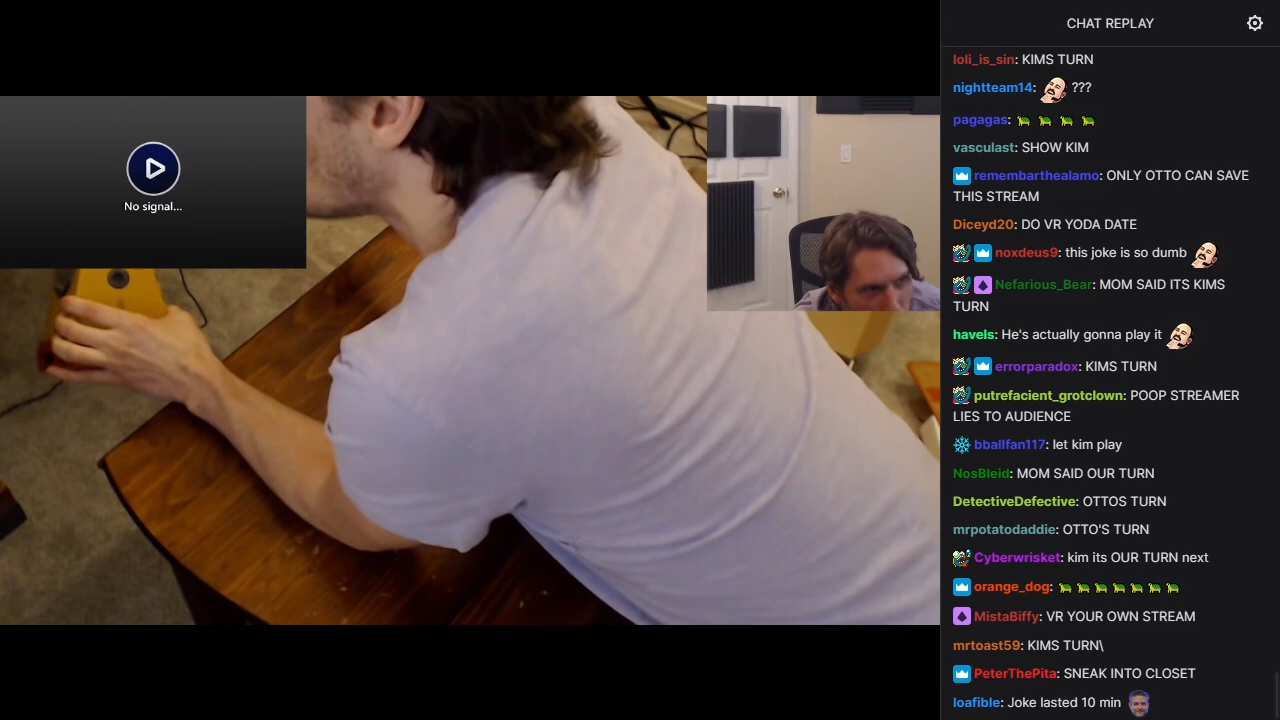 CHAT REPLAY
loli_is_sin: KIMS TURN
nightteam14: ???
pagagas:
vasculast: SHOW KIM
remembarthealamo: ONLY OTTO CAN SAVE
THIS STREAM
Diceyd20: DO VR YODA DATE
noxdeus9: this joke is so dumb
Nefarious_Bear: MOM SAID ITS KIMS
TURN
havels: He's actually gonna play it
errorparadox: KIMS TURN
putrefacient_grotclown: POOP STREAMER
LIES TO AUDIENCE
bballfan117: let kim play
NosBleid: MOM SAID OUR TURN
DetectiveDefective: OTTOS TURN
mrpotatodaddie: OTTO'S TURN
Cyberwrisket: kim its OUR TURN next
orange_dog:
MistaBiffy: VR YOUR OWN STREAM
mrtoast59: KIMS TURN\
PeterThePita: SNEAK INTO CLOSET
loafible: Joke lasted 10 min
No signal...